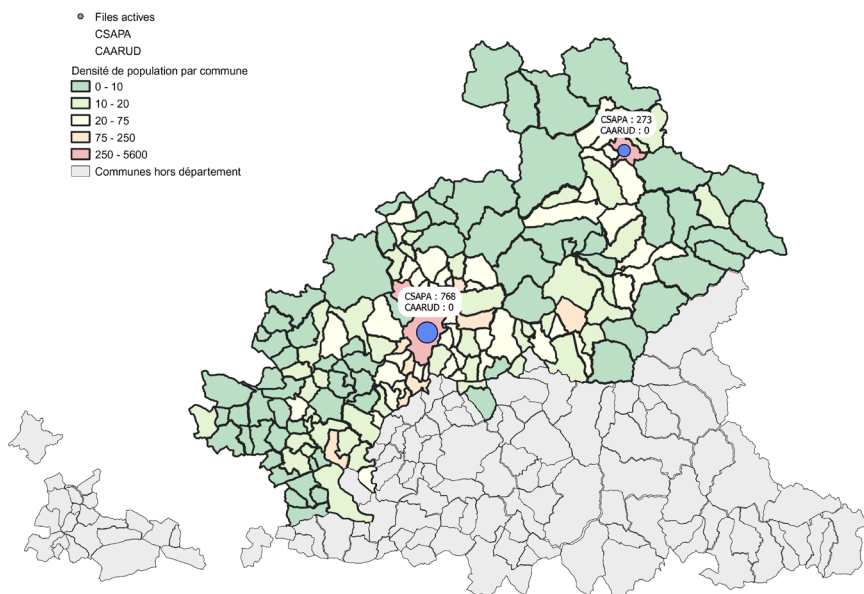 Files actives
CSAPA
CAARUD
Densité de population par commune
0 - 10
10 - 20
20 - 75
75 - 250
250 - 5600
Communes hors département
CSAPA : 273
CAARUD : 0
CSAPA : 768
CAARUD : 0